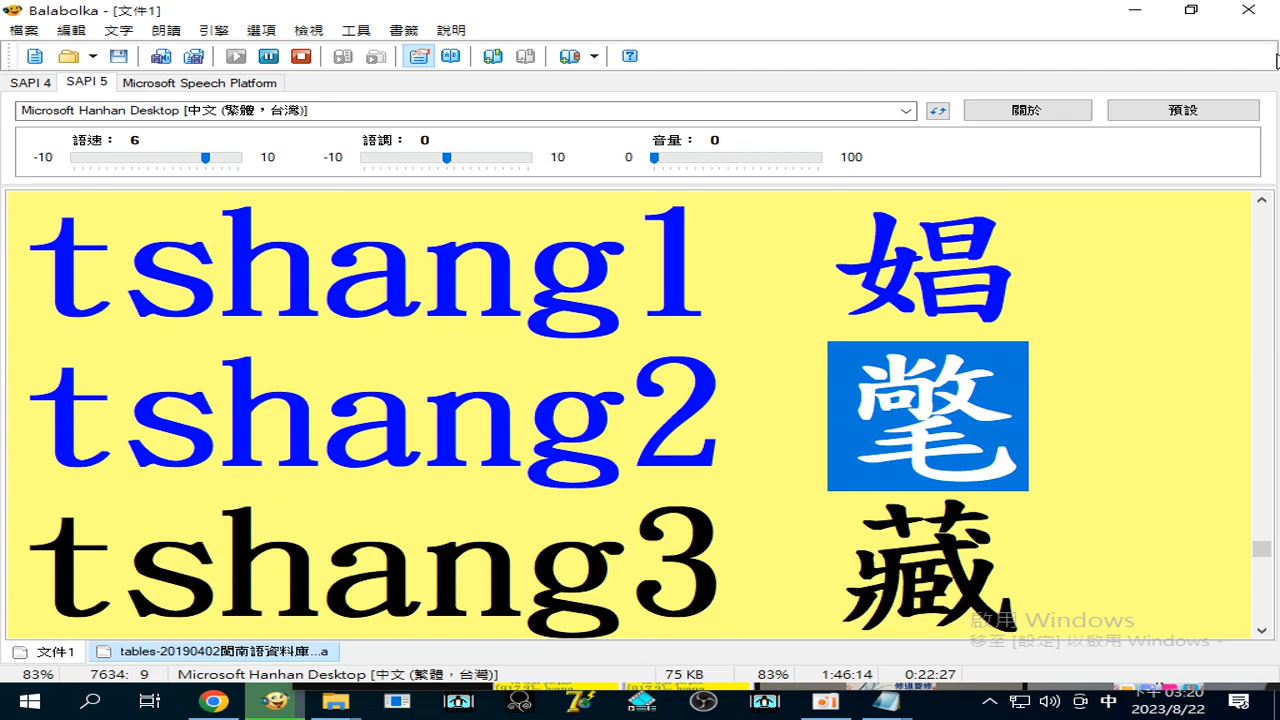 Balabolka - [文件1]
檔案 編輯 文字 朗讀 引擎 選項 檢視 工具 書籤 說明
SAPI 4 SAPI 5 Microsoft Speech Platform
Microsoft Hanhan Desktop [中文 (繁體，台灣)] 關於 預設
語速： 6 語調： 0 音量： 0
-10 10 -10 10 0 100
tshang1 娼
tshang2 氅
tshang3 藏
啟用 Windows
移至 [設定] 以啟用 Windows。
文件1 tables-20190402閩南語資料庫...a
83% 7634: 9 Microsoft Hanhan Desktop [中文 (繁體，台灣)] 75 KB 83% 1:46:14 0:22:27
中 下午 03:20
2023/8/22